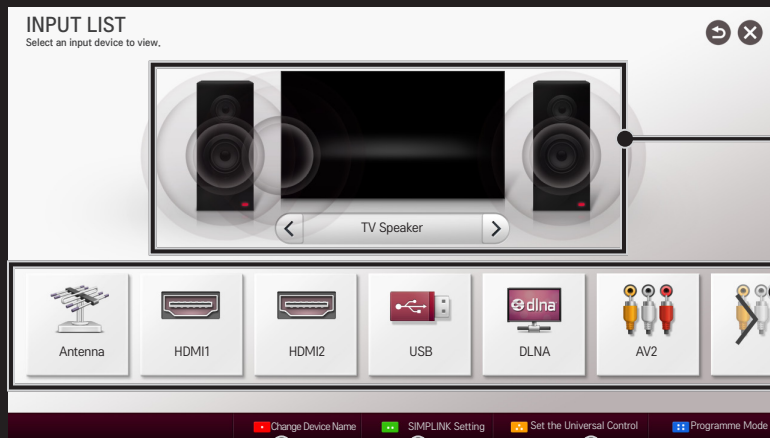 INPUT LIST
Select an input device to view.
TV Speaker
dlna
Antenna
HDMI1
HDMI2
USB
DLNA
AV2
Change Device Name
SIMPLINK Setting
Set the Universal Control
Programme Mode